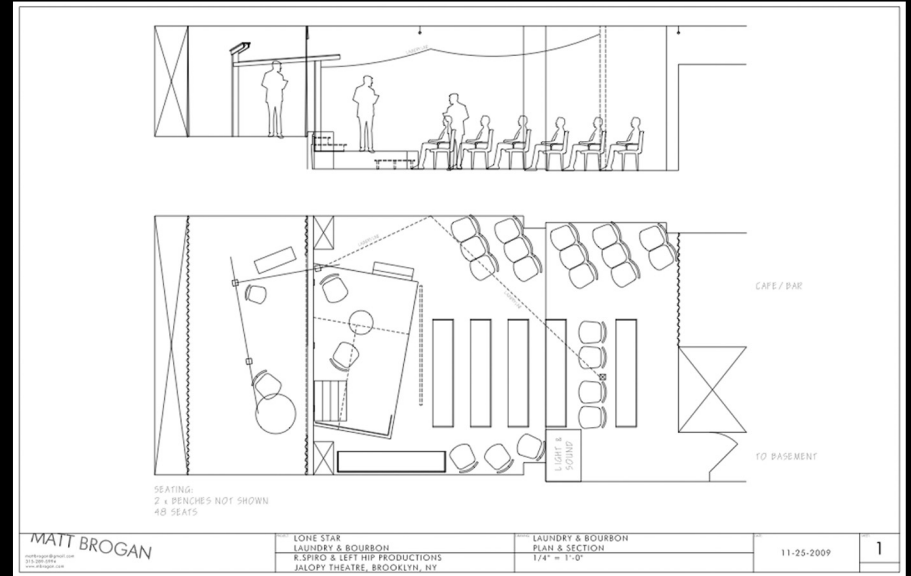 CAFE / BAR
LIGHT &
SOUND
TO BASEMENT
SEATING:
2 x BENCHES NOT SHOWN
48 SEATS
MATT BROGAN
LONE STAR
LAUNDRY & BOURBON
R.SPIRO & LEFT HIP PRODUCTIONS
JALOPY THEATRE, BROOKLYN, NY
LAUNDRY & BOURBON
PLAN & SECTION
1/4" = 1'-0"
11-25-2009
1